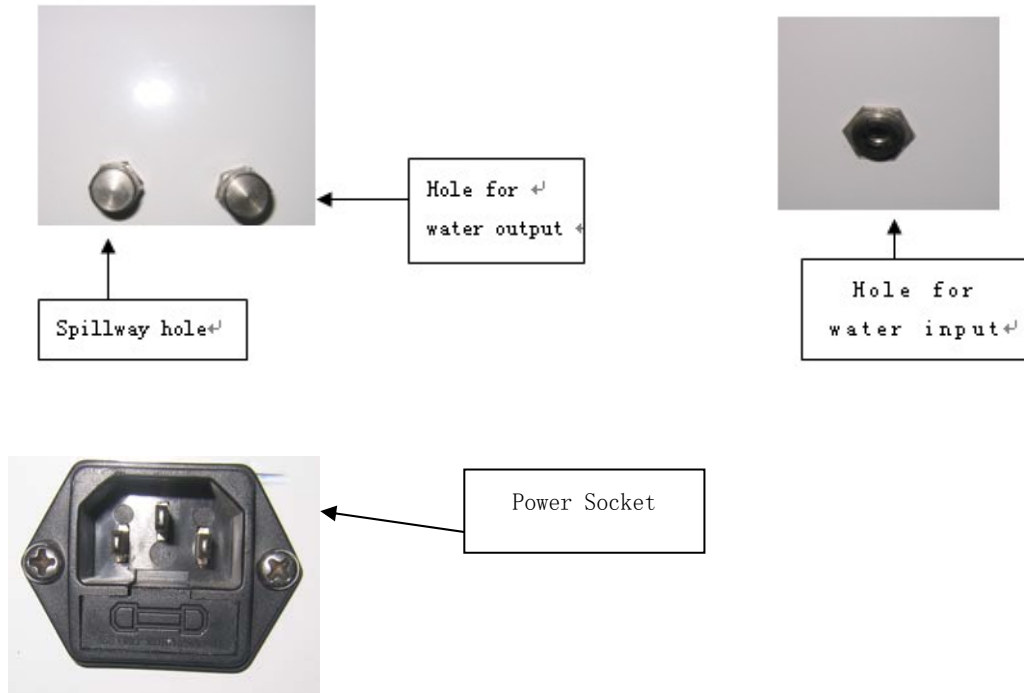 Hole for ↵
water output
Spillway hole↵
Hole for
water input↵
Power Socket